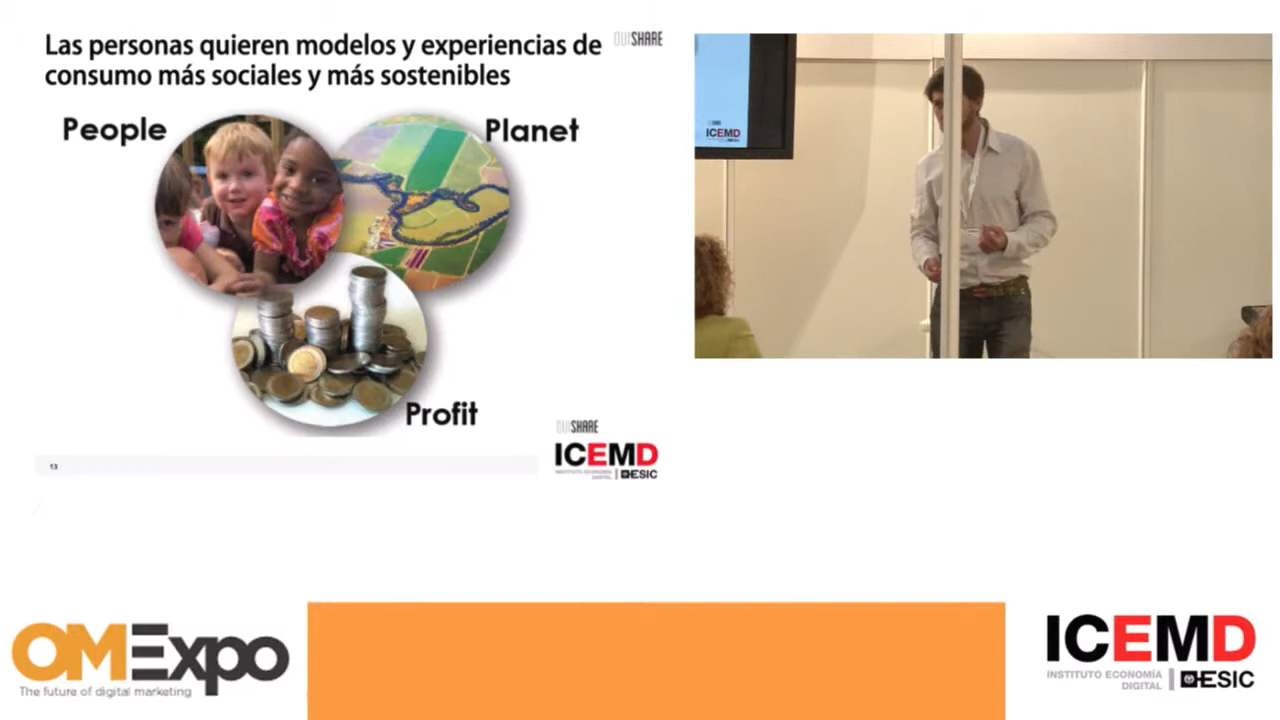 Las personas quieren modelos y experiencias de
consumo más sociales y más sostenibles
OUISHARE
People
Planet
Profit
OUISHARE
ICEMD
INSTITUTO ECONOMÍA
DIGITAL
ESIC
13
ICEMD
ESIC
OMExpo
The future of digital marketing
ICEMD
INSTITUTO ECONOMÍA
DIGITAL
ESIC